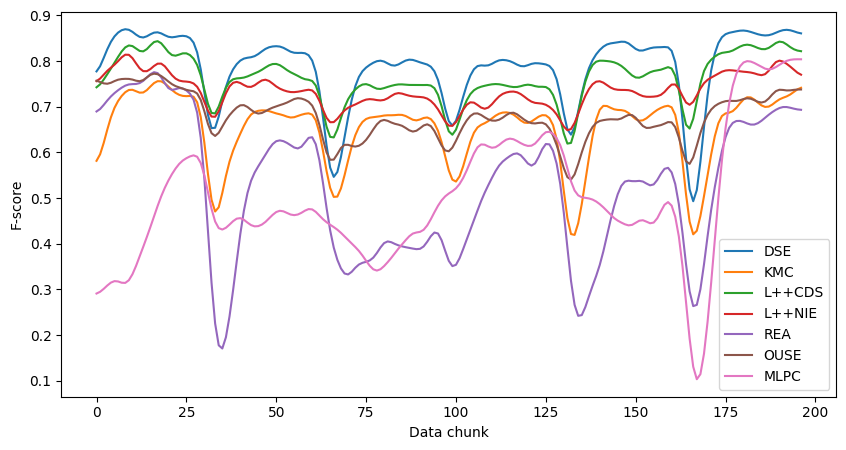 F-score
0.9
0.8
0.7
0.6
0.5
0.4
0.3
0.2
0.1
DSE
KMC
L++CDS
L++NIE
REA
OUSE
MLPC
0 25 50 75 100 125 150 175 200
Data chunk